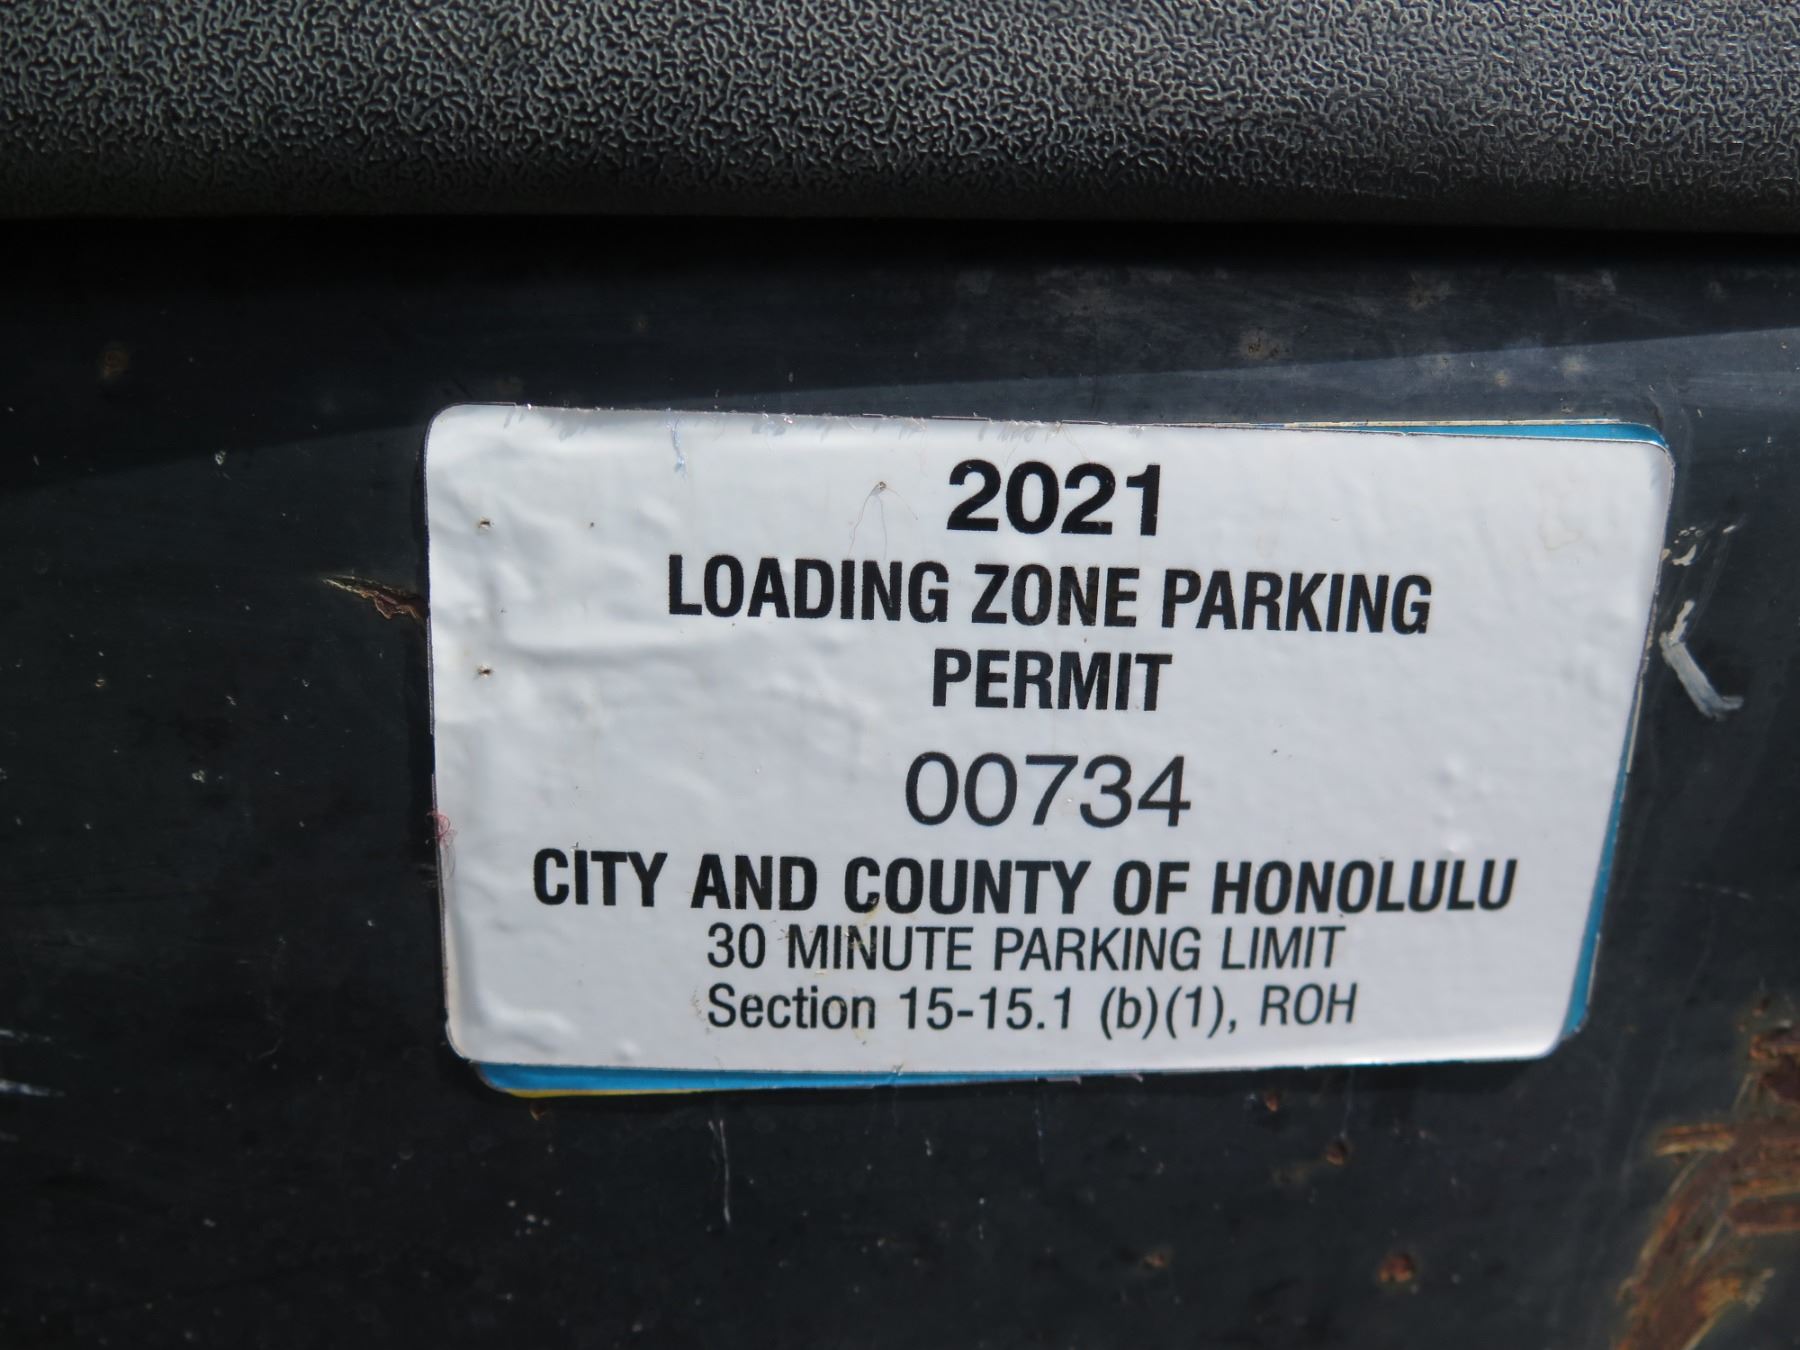 2021
LOADING ZONE PARKING
PERMIT
00734
CITY AND COUNTY OF HONOLULU
30 MINUTE PARKING LIMIT
Section 15-15.1 (b)(1), ROH